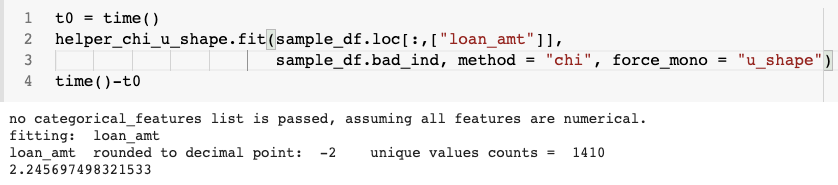 1 t0 = time()
2 helper_chi_u_shape.fit(sample_df.loc[:,["loan_amt"]],
3 sample_df.bad_ind, method = "chi", force_mono = "u_shape")
4 time()-t0
no categorical_features list is passed, assuming all features are numerical.
fitting:  loan_amt
loan_amt  rounded to decimal point:  -2    unique values counts =  1410
2.245697498321533